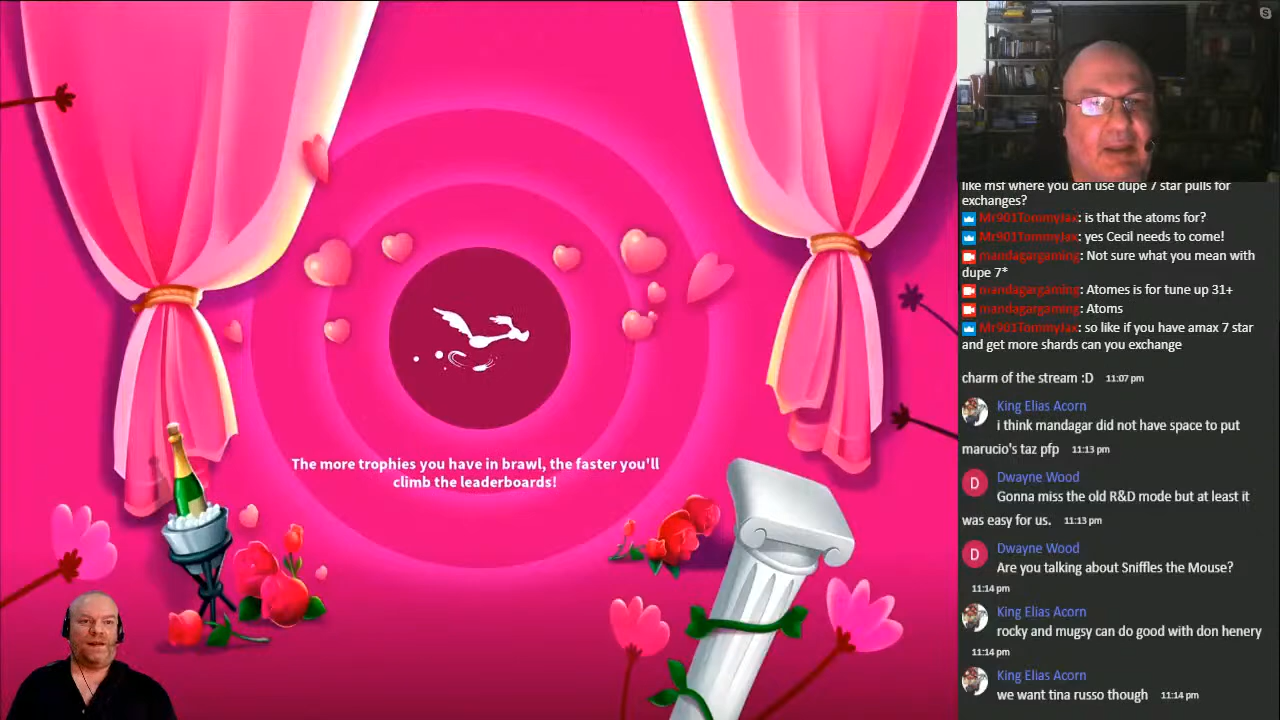 The more trophies you have in brawl, the faster you'll
climb the leaderboards!
like msf where you can use dupe 7 star pulls for
exchanges?
Mr901TommyJax: is that the atoms for?
Mr901TommyJax: yes Cecil needs to come!
mandagargaming: Not sure what you mean with
dupe 7*
mandagargaming: Atomes is for tune up 31+
mandagargaming: Atoms
Mr901TommyJax: so like if you have amax 7 star
and get more shards can you exchange
charm of the stream :D 11:07 pm
King Elias Acorn
i think mandagar did not have space to put
marucio's taz pfp 11:13 pm
D Dwayne Wood
Gonna miss the old R&D mode but at least it
was easy for us. 11:13 pm
D Dwayne Wood
Are you talking about Sniffles the Mouse?
11:14 pm
King Elias Acorn
rocky and mugsy can do good with don henery
11:14 pm
King Elias Acorn
we want tina russo though 11:14 pm